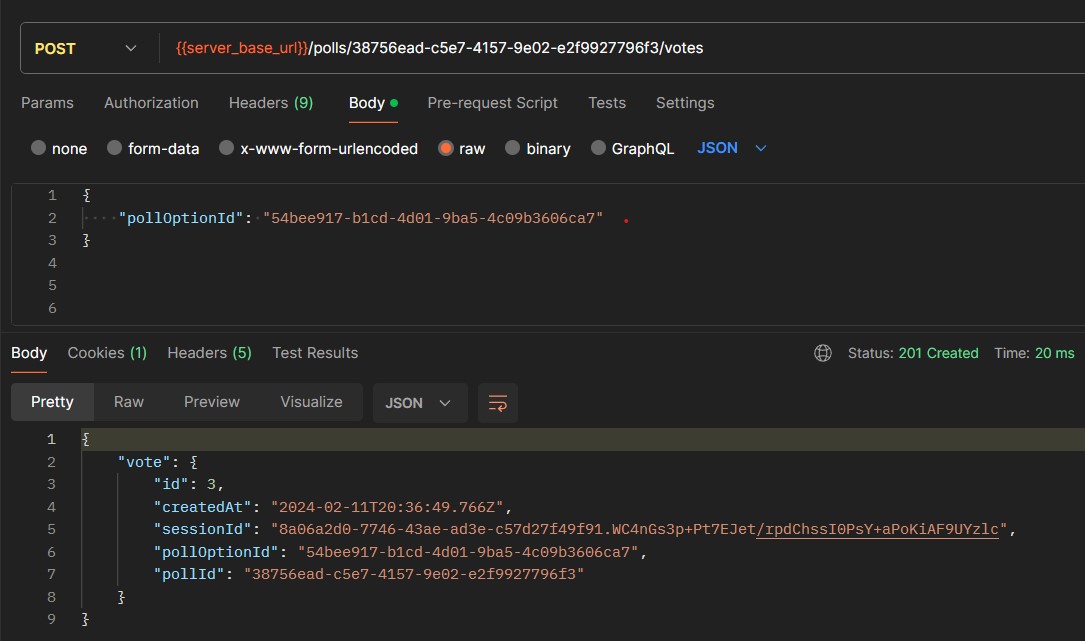 POST {{server_base_url}}/polls/38756ead-c5e7-4157-9e02-e2f9927796f3/votes
Params Authorization Headers (9) Body Pre-request Script Tests Settings
none form-data x-www-form-urlencoded raw binary GraphQL JSON
1 {
2 "pollOptionId": "54bee917-b1cd-4d01-9ba5-4c09b3606ca7"
3 }
4
5
6
Body Cookies (1) Headers (5) Test Results Status: 201 Created Time: 20 ms
Pretty Raw Preview Visualize JSON
1 {
2 "vote": {
3 "id": 3,
4 "createdAt": "2024-02-11T20:36:49.766Z",
5 "sessionId": "8a06a2d0-7746-43ae-ad3e-c57d27f49f91.WC4nGs3p+Pt7EJet/rpdChssI0PsY+aPoKiAF9UYzlc",
6 "pollOptionId": "54bee917-b1cd-4d01-9ba5-4c09b3606ca7",
7 "pollId": "38756ead-c5e7-4157-9e02-e2f9927796f3"
8 }
9 }